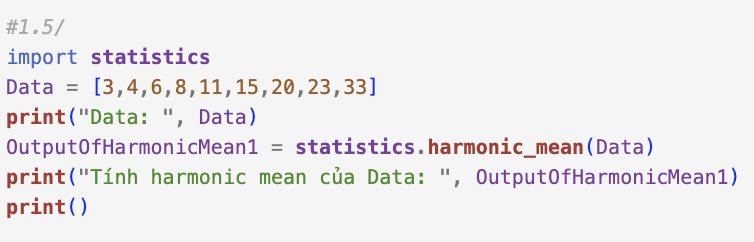 #1.5/
import statistics
Data = [3,4,6,8,11,15,20,23,33]
print("Data: ", Data)
OutputOfHarmonicMean1 = statistics.harmonic_mean(Data)
print("Tính harmonic mean của Data: ", OutputOfHarmonicMean1)
print()